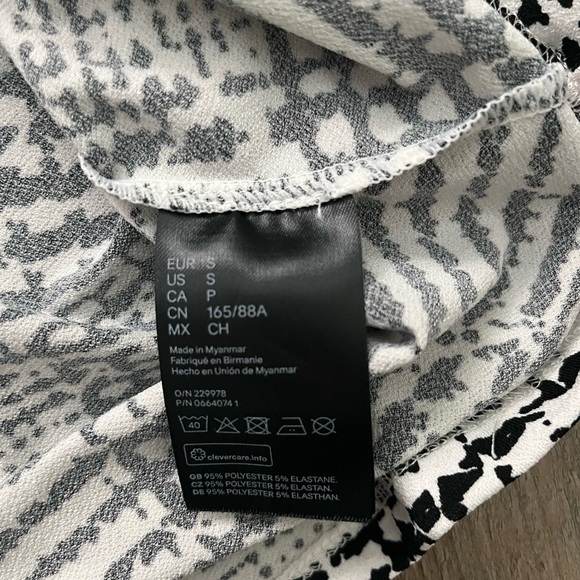 EUR S
US S
CA P
CN 165/88A
MX CH
Made in Myanmar
Fabriqué en Birmanie
Hecho en Unión de Myanmar
O/N 229978
P/N 0664074 1
40
clevercare.info
GB 95% POLYESTER 5% ELASTANE.
CZ 95% POLYESTER 5% ELASTAN.
DE 95% POLYESTER 5% ELASTHAN.